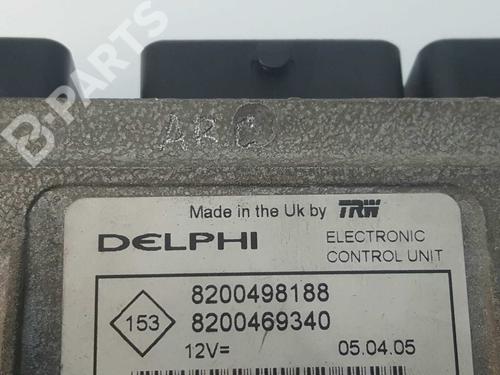 B-PARTS
B-PARTS
AR
Made in the Uk by TRW
DELPHI
ELECTRONIC
CONTROL UNIT
153
8200498188
8200469340
12V=
05.04.05